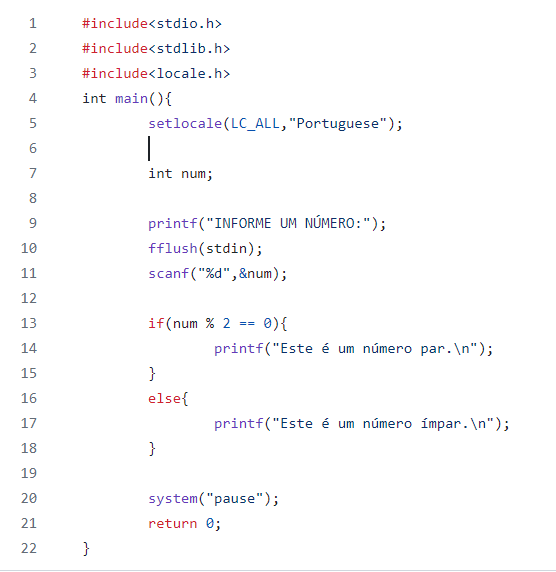 1 #include<stdio.h>
2 #include<stdlib.h>
3 #include<locale.h>
4 int main(){
5 setlocale(LC_ALL,"Portuguese");
6
7 int num;
8
9 printf("INFORME UM NÚMERO:");
10 fflush(stdin);
11 scanf("%d",&num);
12
13 if(num % 2 == 0){
14 printf("Este é um número par.\n");
15 }
16 else{
17 printf("Este é um número ímpar.\n");
18 }
19
20 system("pause");
21 return 0;
22 }